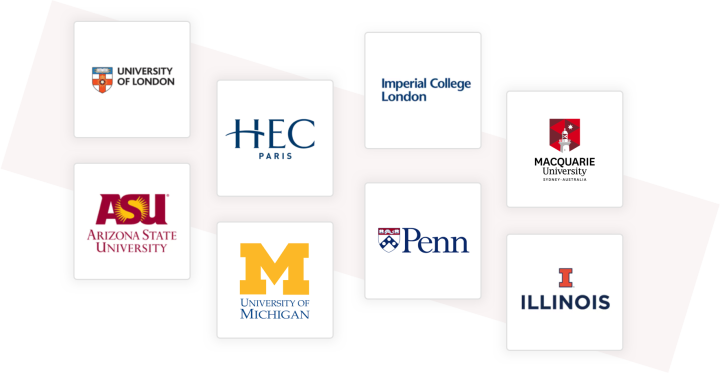 UNIVERSITY
OF LONDON
HEC
PARIS
Imperial College
London
MACQUARIE
University
SYDNEY·AUSTRALIA
ASU
ARIZONA STATE
UNIVERSITY
M
UNIVERSITY OF
MICHIGAN
Penn
I
ILLINOIS